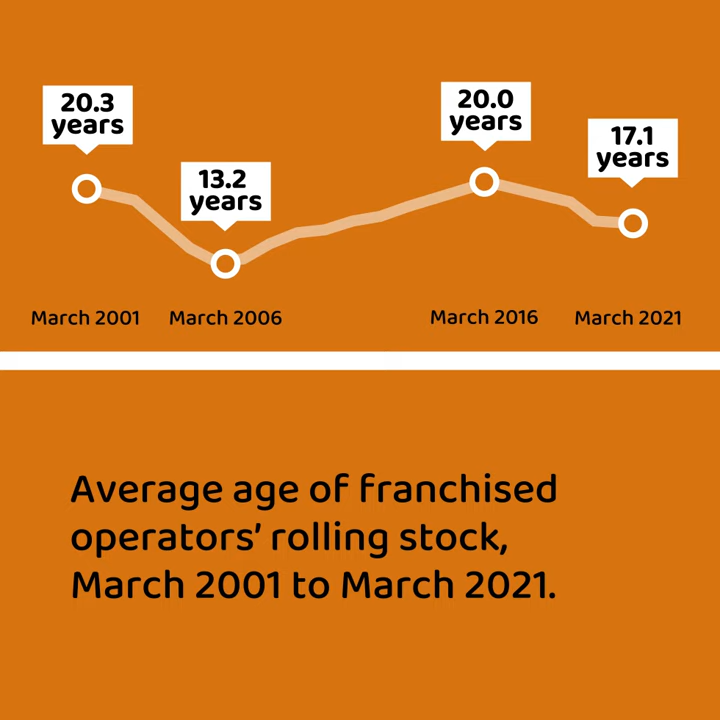 20.3
years
13.2
years
20.0
years
17.1
years
March 2001
March 2006
March 2016
March 2021
Average age of franchised
operators’ rolling stock,
March 2001 to March 2021.